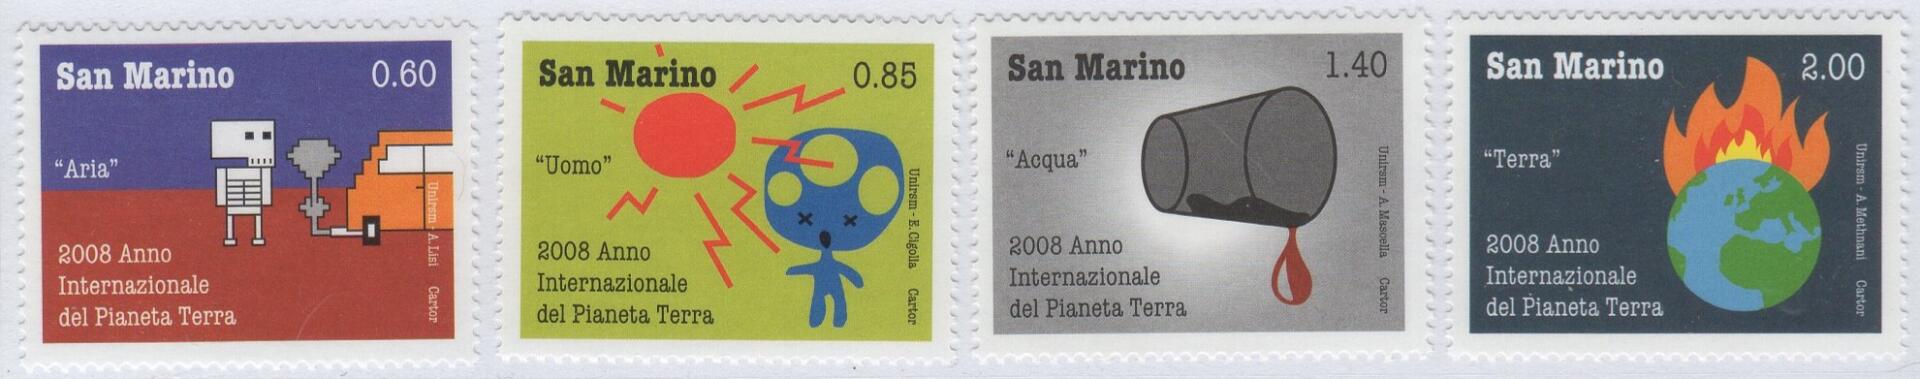 San Marino 0.60
"Aria"
2008 Anno
Internazionale
del Pianeta Terra
Unirsm - A. Lisi Cartor
San Marino 0.85
"Uomo"
2008 Anno
Internazionale
del Pianeta Terra
Unirsm - E. Cigolla Cartor
San Marino 1.40
"Acqua"
2008 Anno
Internazionale
del Pianeta Terra
Unirsm - A. Mascella Cartor
San Marino 2.00
"Terra"
2008 Anno
Internazionale
del Pianeta Terra
Unirsm - A. Methnani Cartor